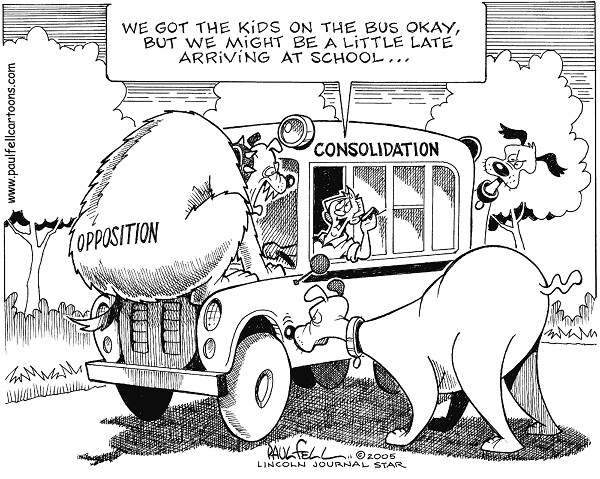 WE GOT THE KIDS ON THE BUS OKAY,
BUT WE MIGHT BE A LITTLE LATE
ARRIVING AT SCHOOL...
www.paulfellcartoons.com
CONSOLIDATION
OPPOSITION
PAUL FELL ©2005
LINCOLN JOURNAL STAR